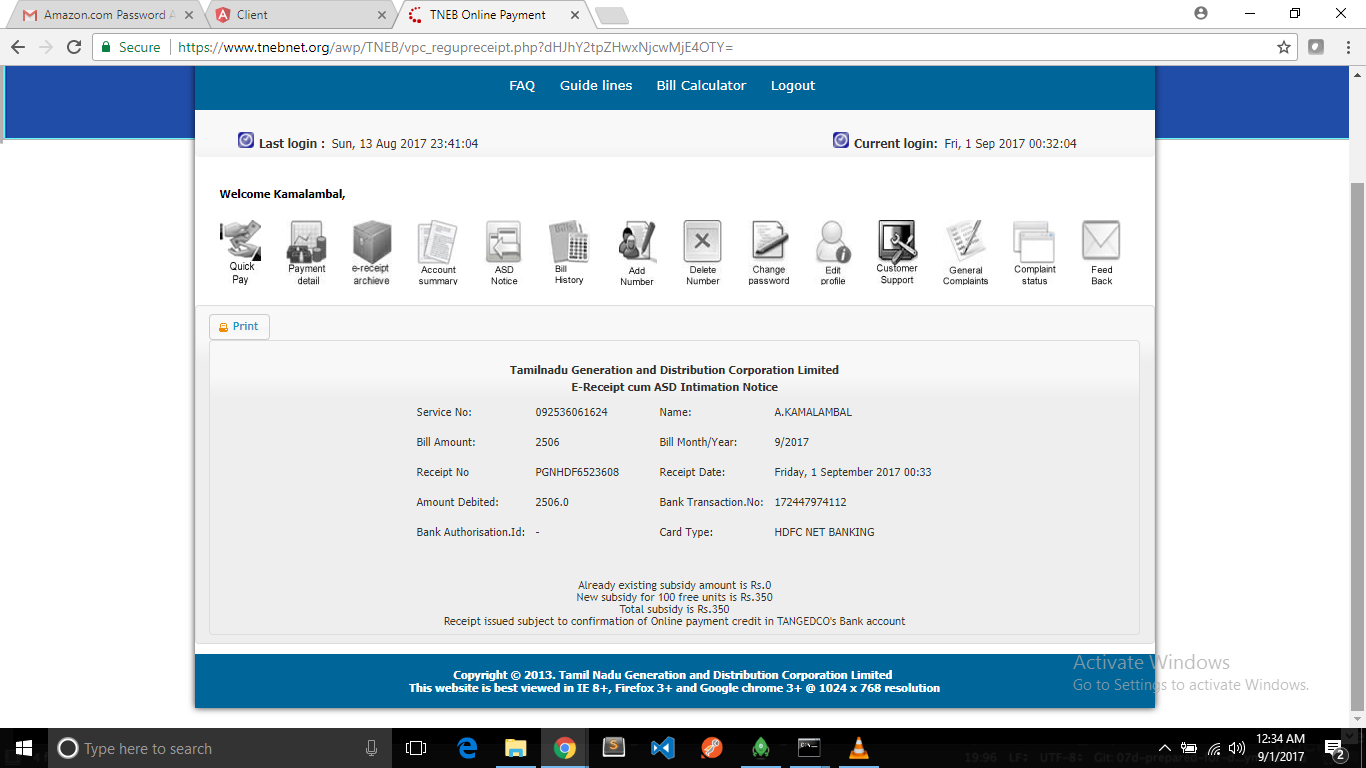 Amazon.com Password A
Client
TNEB Online Payment
Secure https://www.tnebnet.org/awp/TNEB/vpc_regupreceipt.php?dHJhY2tpZHwxNjcwMjE4OTY=
FAQ Guide lines Bill Calculator Logout
Last login : Sun, 13 Aug 2017 23:41:04 Current login: Fri, 1 Sep 2017 00:32:04
Welcome Kamalambal,
Quick Pay
Payment detail
e-receipt archieve
Account summary
ASD Notice
Bill History
Add Number
Delete Number
Change password
Edit profile
Customer Support
General Complaints
Complaint status
Feed Back
Print
Tamilnadu Generation and Distribution Corporation Limited
E-Receipt cum ASD Intimation Notice
Service No: 092536061624 Name: A.KAMALAMBAL
Bill Amount: 2506 Bill Month/Year: 9/2017
Receipt No PGNHDF6523608 Receipt Date: Friday, 1 September 2017 00:33
Amount Debited: 2506.0 Bank Transaction.No: 172447974112
Bank Authorisation.Id: - Card Type: HDFC NET BANKING
Already existing subsidy amount is Rs.0
New subsidy for 100 free units is Rs.350
Total subsidy is Rs.350
Receipt issued subject to confirmation of Online payment credit in TANGEDCO's Bank account
Copyright © 2013. Tamil Nadu Generation and Distribution Corporation Limited
This website is best viewed in IE 8+, Firefox 3+ and Google chrome 3+ @ 1024 x 768 resolution
Activate Windows
Go to Settings to activate Windows.
Type here to search
12:34 AM
9/1/2017
2